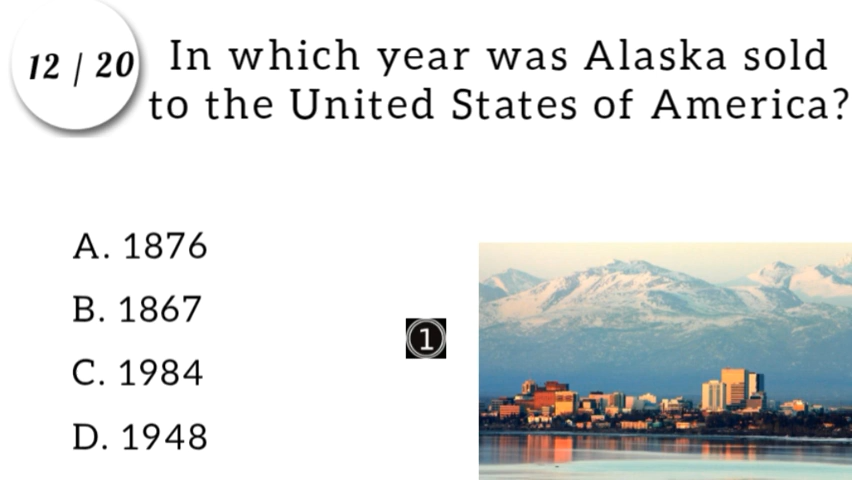 12 | 20
In which year was Alaska sold
to the United States of America?
A. 1876
B. 1867
C. 1984
D. 1948
1